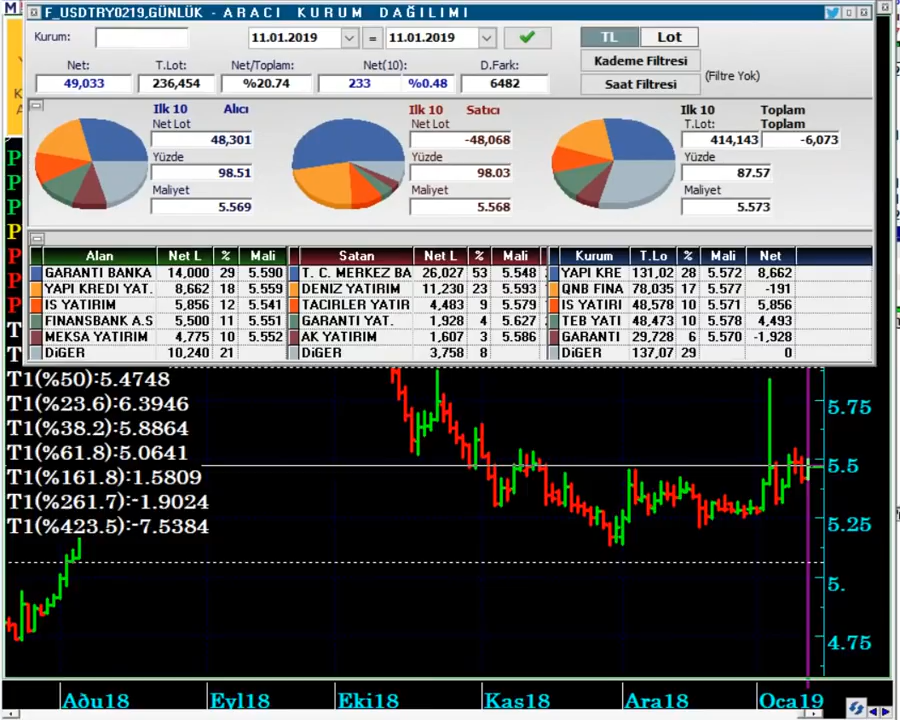 F_USDTRY0219,GÜNLÜK - ARACI KURUM DAĞILIMI
Kurum: 11.01.2019 = 11.01.2019 TL Lot
Net: T.Lot: Net/Toplam: Net(10): D.Fark: Kademe Filtresi
49,033 236,454 %20.74 233 %0.48 6482 Saat Filtresi (Filtre Yok)
Ilk 10 Alıcı Ilk 10 Satıcı Ilk 10 Toplam
Net Lot Net Lot T.Lot: Toplam
48,301 -48,068 414,143 -6,073
Yüzde Yüzde Yüzde
98.51 98.03 87.57
Maliyet Maliyet Maliyet
5.569 5.568 5.573
Alan Net L % Mali Satan Net L % Mali Kurum T.Lo % Mali Net
GARANTI BANKA 14,000 29 5.590 T. C. MERKEZ BA 26,027 53 5.548 YAPI KRE 131,02 28 5.572 8,662
YAPI KREDI YAT. 8,662 18 5.559 DENIZ YATIRIM 11,230 23 5.593 QNB FINA 78,035 17 5.577 -191
IS YATIRIM 5,856 12 5.541 TACIRLER YATIR 4,483 9 5.579 IS YATIRI 48,578 10 5.571 5,856
FINANSBANK A.S 5,500 11 5.551 GARANTI YAT. 1,928 4 5.627 TEB YATI 48,473 10 5.578 4,493
MEKSA YATIRIM 4,775 10 5.552 AK YATIRIM 1,607 3 5.586 GARANTI 29,728 6 5.570 -1,928
DiGER 10,240 21 DiGER 3,758 8 DiGER 137,07 29 0
T1(%50):5.4748
T1(%23.6):6.3946
T1(%38.2):5.8864
T1(%61.8):5.0641
T1(%161.8):1.5809
T1(%261.7):-1.9024
T1(%423.5):-7.5384
5.75
5.5
5.25
5.
4.75
Aðu18 Eyl18 Eki18 Kas18 Ara18 Oca19